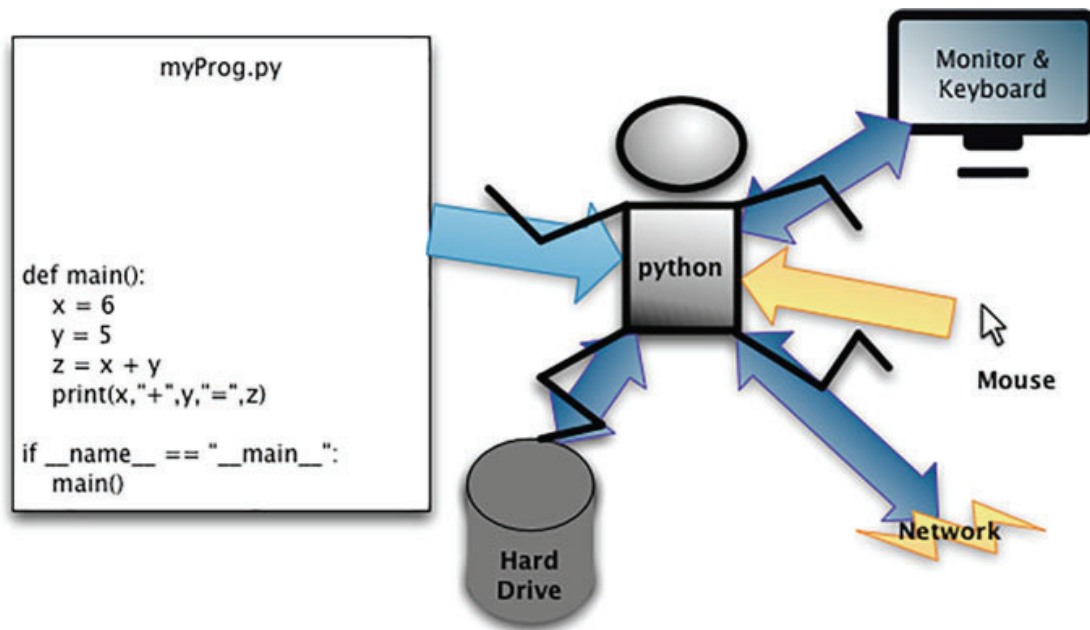 myProg.py
def main():
    x = 6
    y = 5
    z = x + y
    print(x,"+",y,"=",z)
if __name__ == "__main__":
    main()
python
Monitor &
Keyboard
Mouse
Network
Hard
Drive